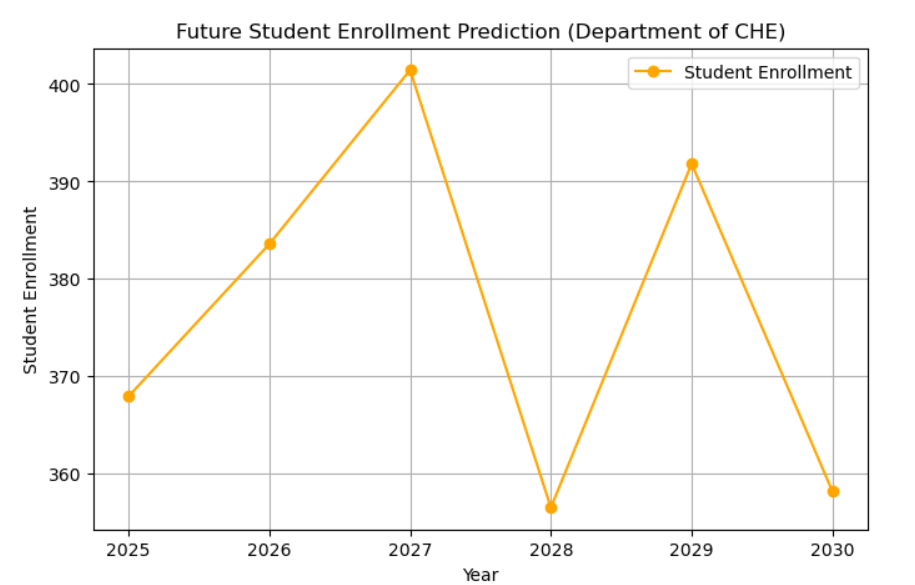 Future Student Enrollment Prediction (Department of CHE)
Student Enrollment
400
390
380
370
360
Student Enrollment
2025 2026 2027 2028 2029 2030
Year